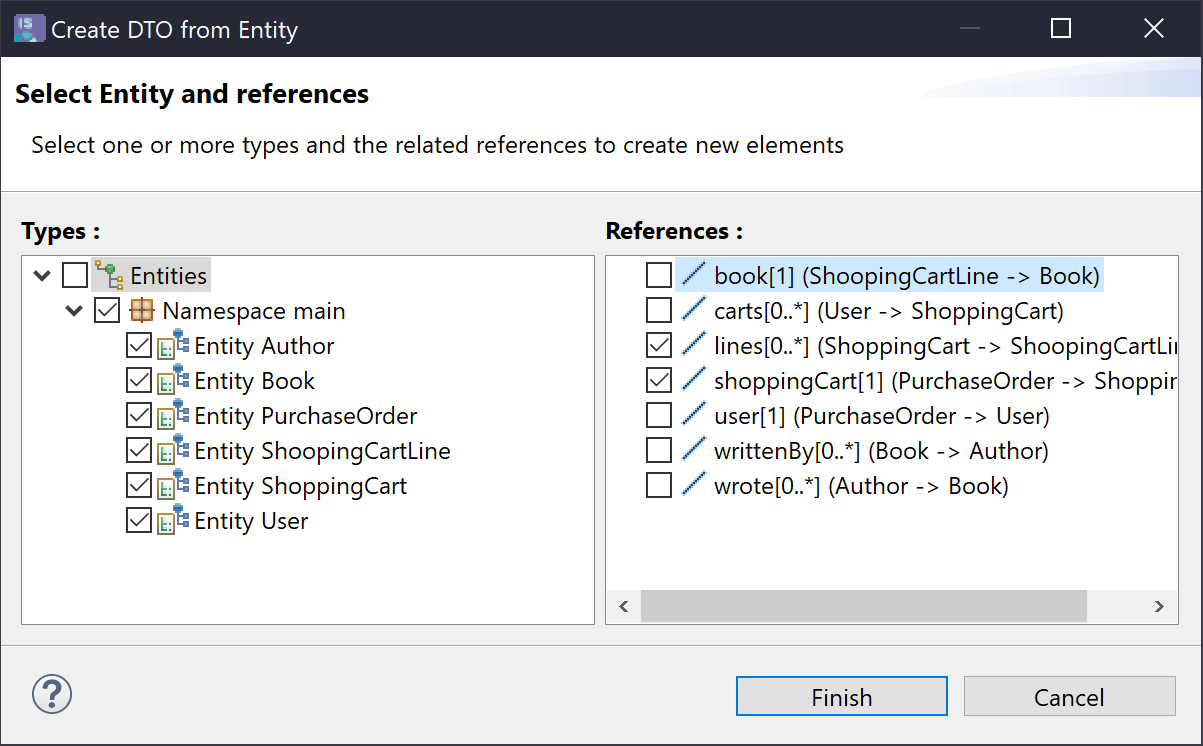 Create DTO from Entity
Select Entity and references
Select one or more types and the related references to create new elements
Types :
Entities
Namespace main
Entity Author
Entity Book
Entity PurchaseOrder
Entity ShoopingCartLine
Entity ShoppingCart
Entity User
References :
book[1] (ShoopingCartLine -> Book)
carts[0..*] (User -> ShoppingCart)
lines[0..*] (ShoppingCart -> ShoopingCartLi
shoppingCart[1] (PurchaseOrder -> Shoppin
user[1] (PurchaseOrder -> User)
writtenBy[0..*] (Book -> Author)
wrote[0..*] (Author -> Book)
?
Finish
Cancel